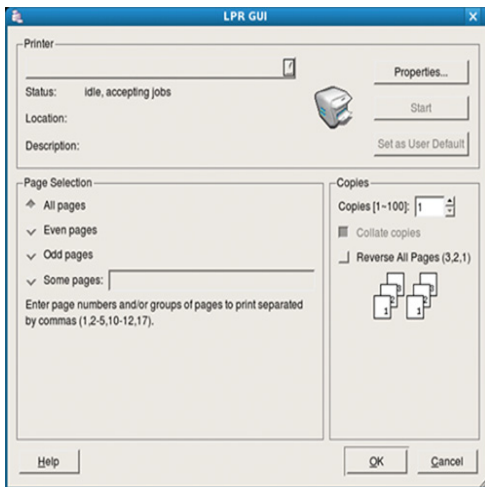 LPR GUI
Printer
Properties...
Status: idle, accepting jobs
Start
Location:
Description:
Set as User Default
Page Selection
All pages
Even pages
Odd pages
Some pages:
Enter page numbers and/or groups of pages to print separated
by commas (1,2-5,10-12,17).
Copies
Copies [1~100]: 1
Collate copies
Reverse All Pages (3,2,1)
1
1
Help
OK
Cancel